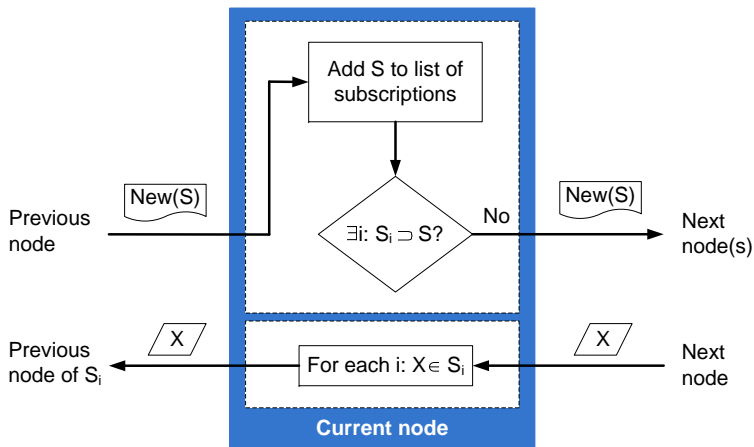 Add S to list of
subscriptions
New(S)
Previous
node
∃i: Sᵢ ⊃ S?
No
New(S)
Next
node(s)
X
Previous
node of Sᵢ
For each i: X ∈ Sᵢ
X
Next
node
Current node